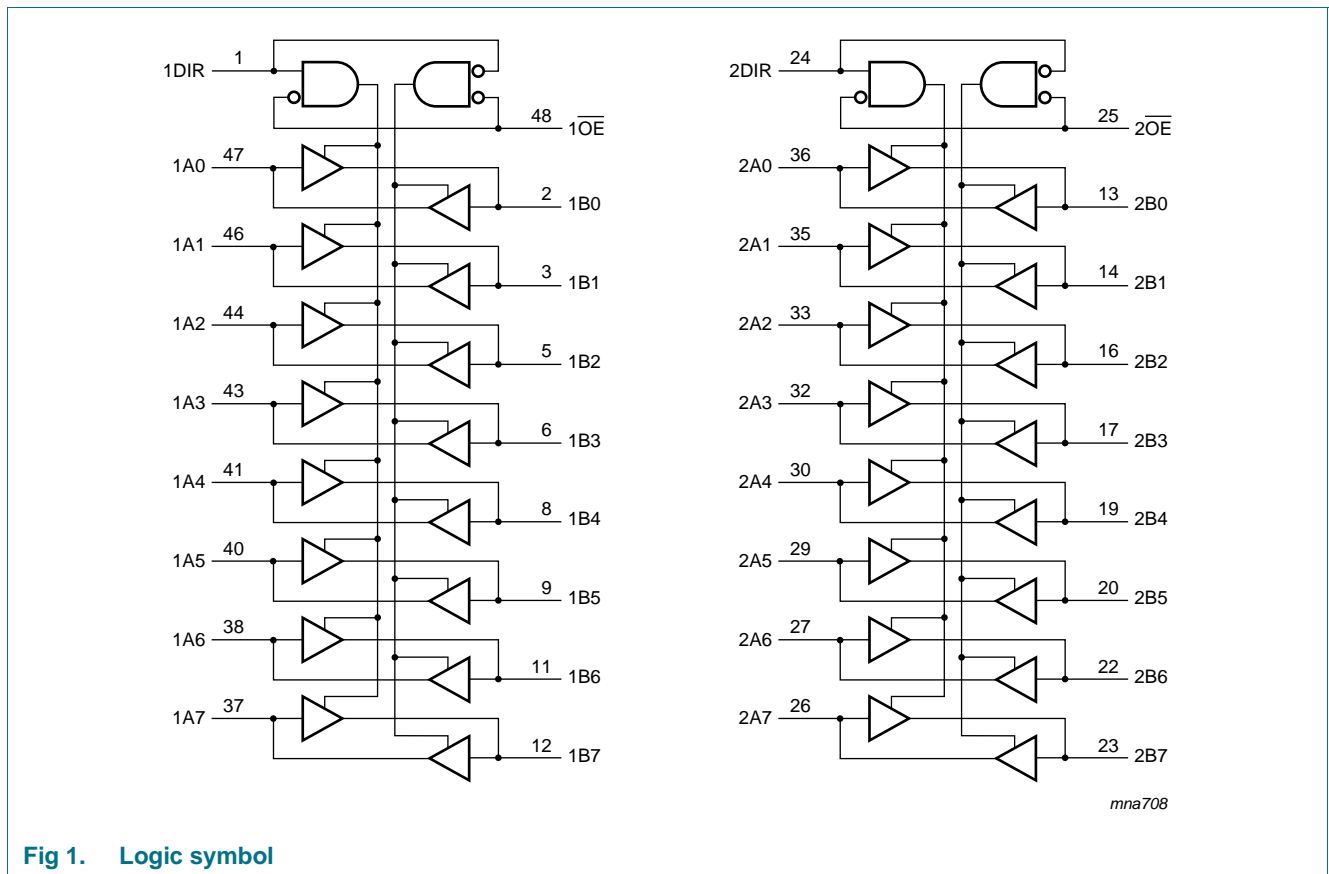 1DIR 1 24 2DIR
48 1OE 25 2OE
1A0 47 2A0 36
2 1B0 13 2B0
1A1 46 2A1 35
3 1B1 14 2B1
1A2 44 2A2 33
5 1B2 16 2B2
1A3 43 2A3 32
6 1B3 17 2B3
1A4 41 2A4 30
8 1B4 19 2B4
1A5 40 2A5 29
9 1B5 20 2B5
1A6 38 2A6 27
11 1B6 22 2B6
1A7 37 2A7 26
12 1B7 23 2B7
mna708
Fig 1. Logic symbol